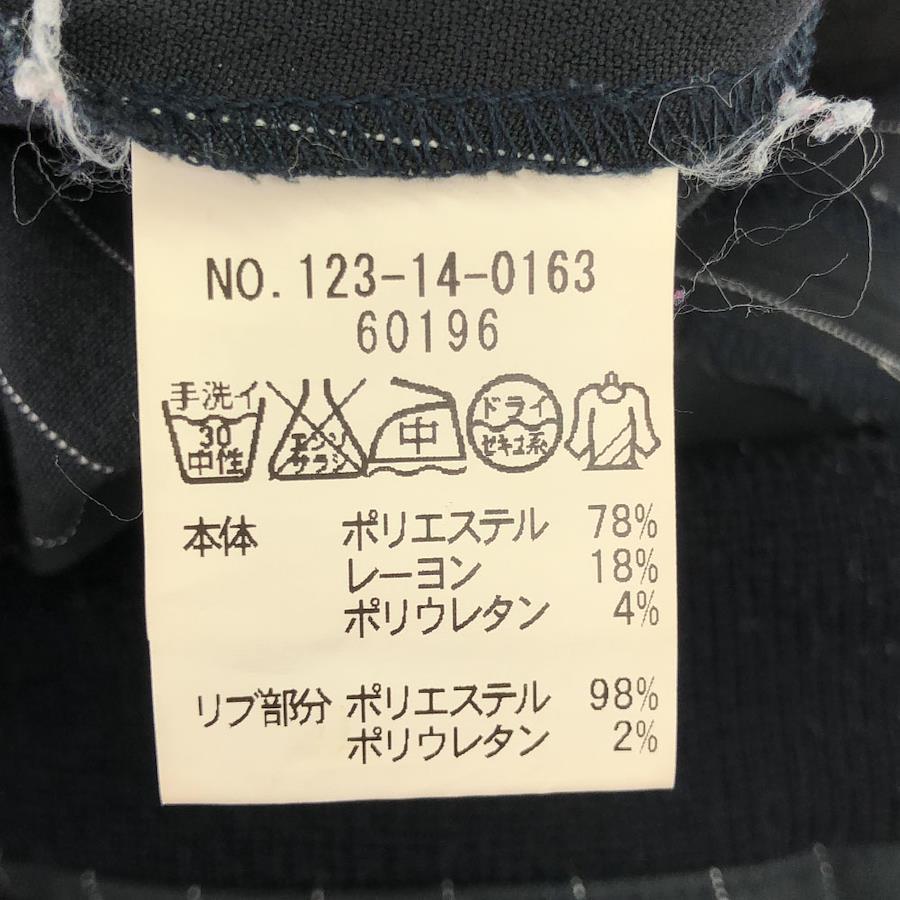 NO. 123-14-0163
60196
手洗イ
30
中性
エンソ
サラシ
中
ドライ
セキユ系
本体 ポリエステル 78%
レーヨン 18%
ポリウレタン 4%
リブ部分 ポリエステル 98%
ポリウレタン 2%